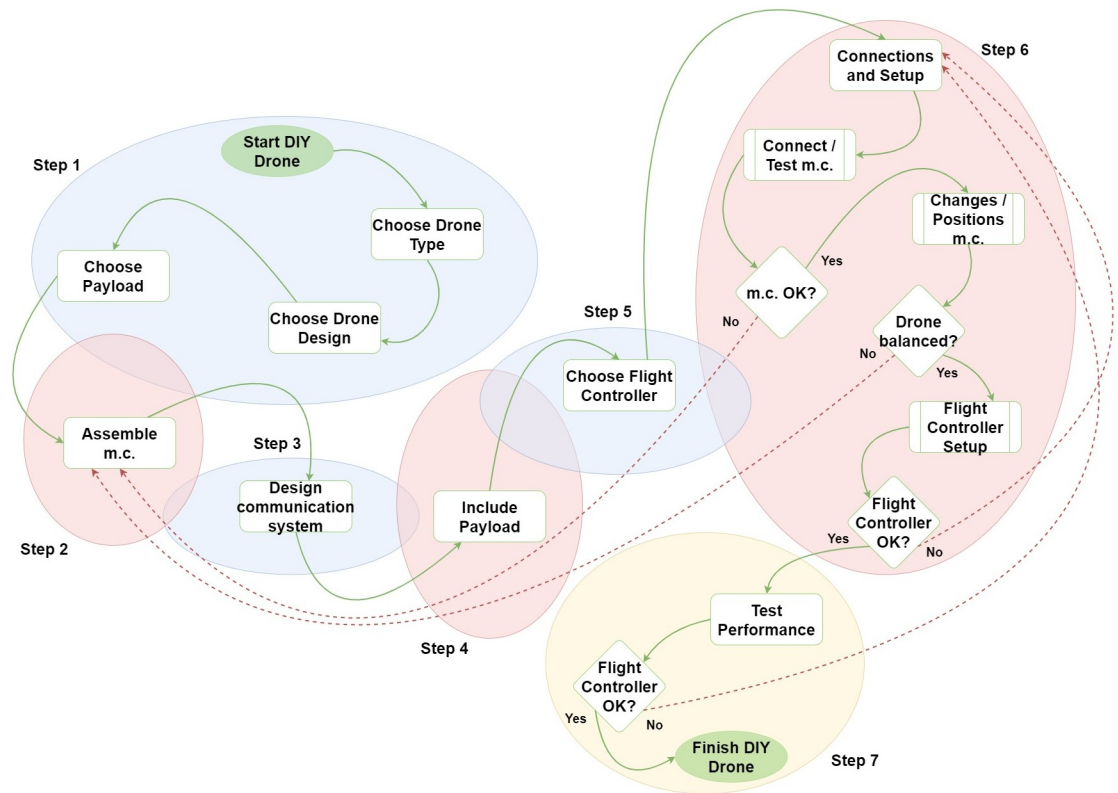 Step 1
Start DIY
Drone
Choose Drone
Type
Choose Drone
Design
Choose
Payload
Step 2
Assemble
m.c.
Step 3
Design
communication
system
Step 4
Include
Payload
Step 5
Choose Flight
Controller
Step 6
Connections
and Setup
Connect /
Test m.c.
m.c. OK?
Yes
No
Changes /
Positions
m.c.
Drone
balanced?
No
Yes
Flight
Controller
Setup
Flight
Controller
OK?
Yes
No
Test
Performance
Flight
Controller
OK?
Yes
No
Finish DIY
Drone
Step 7